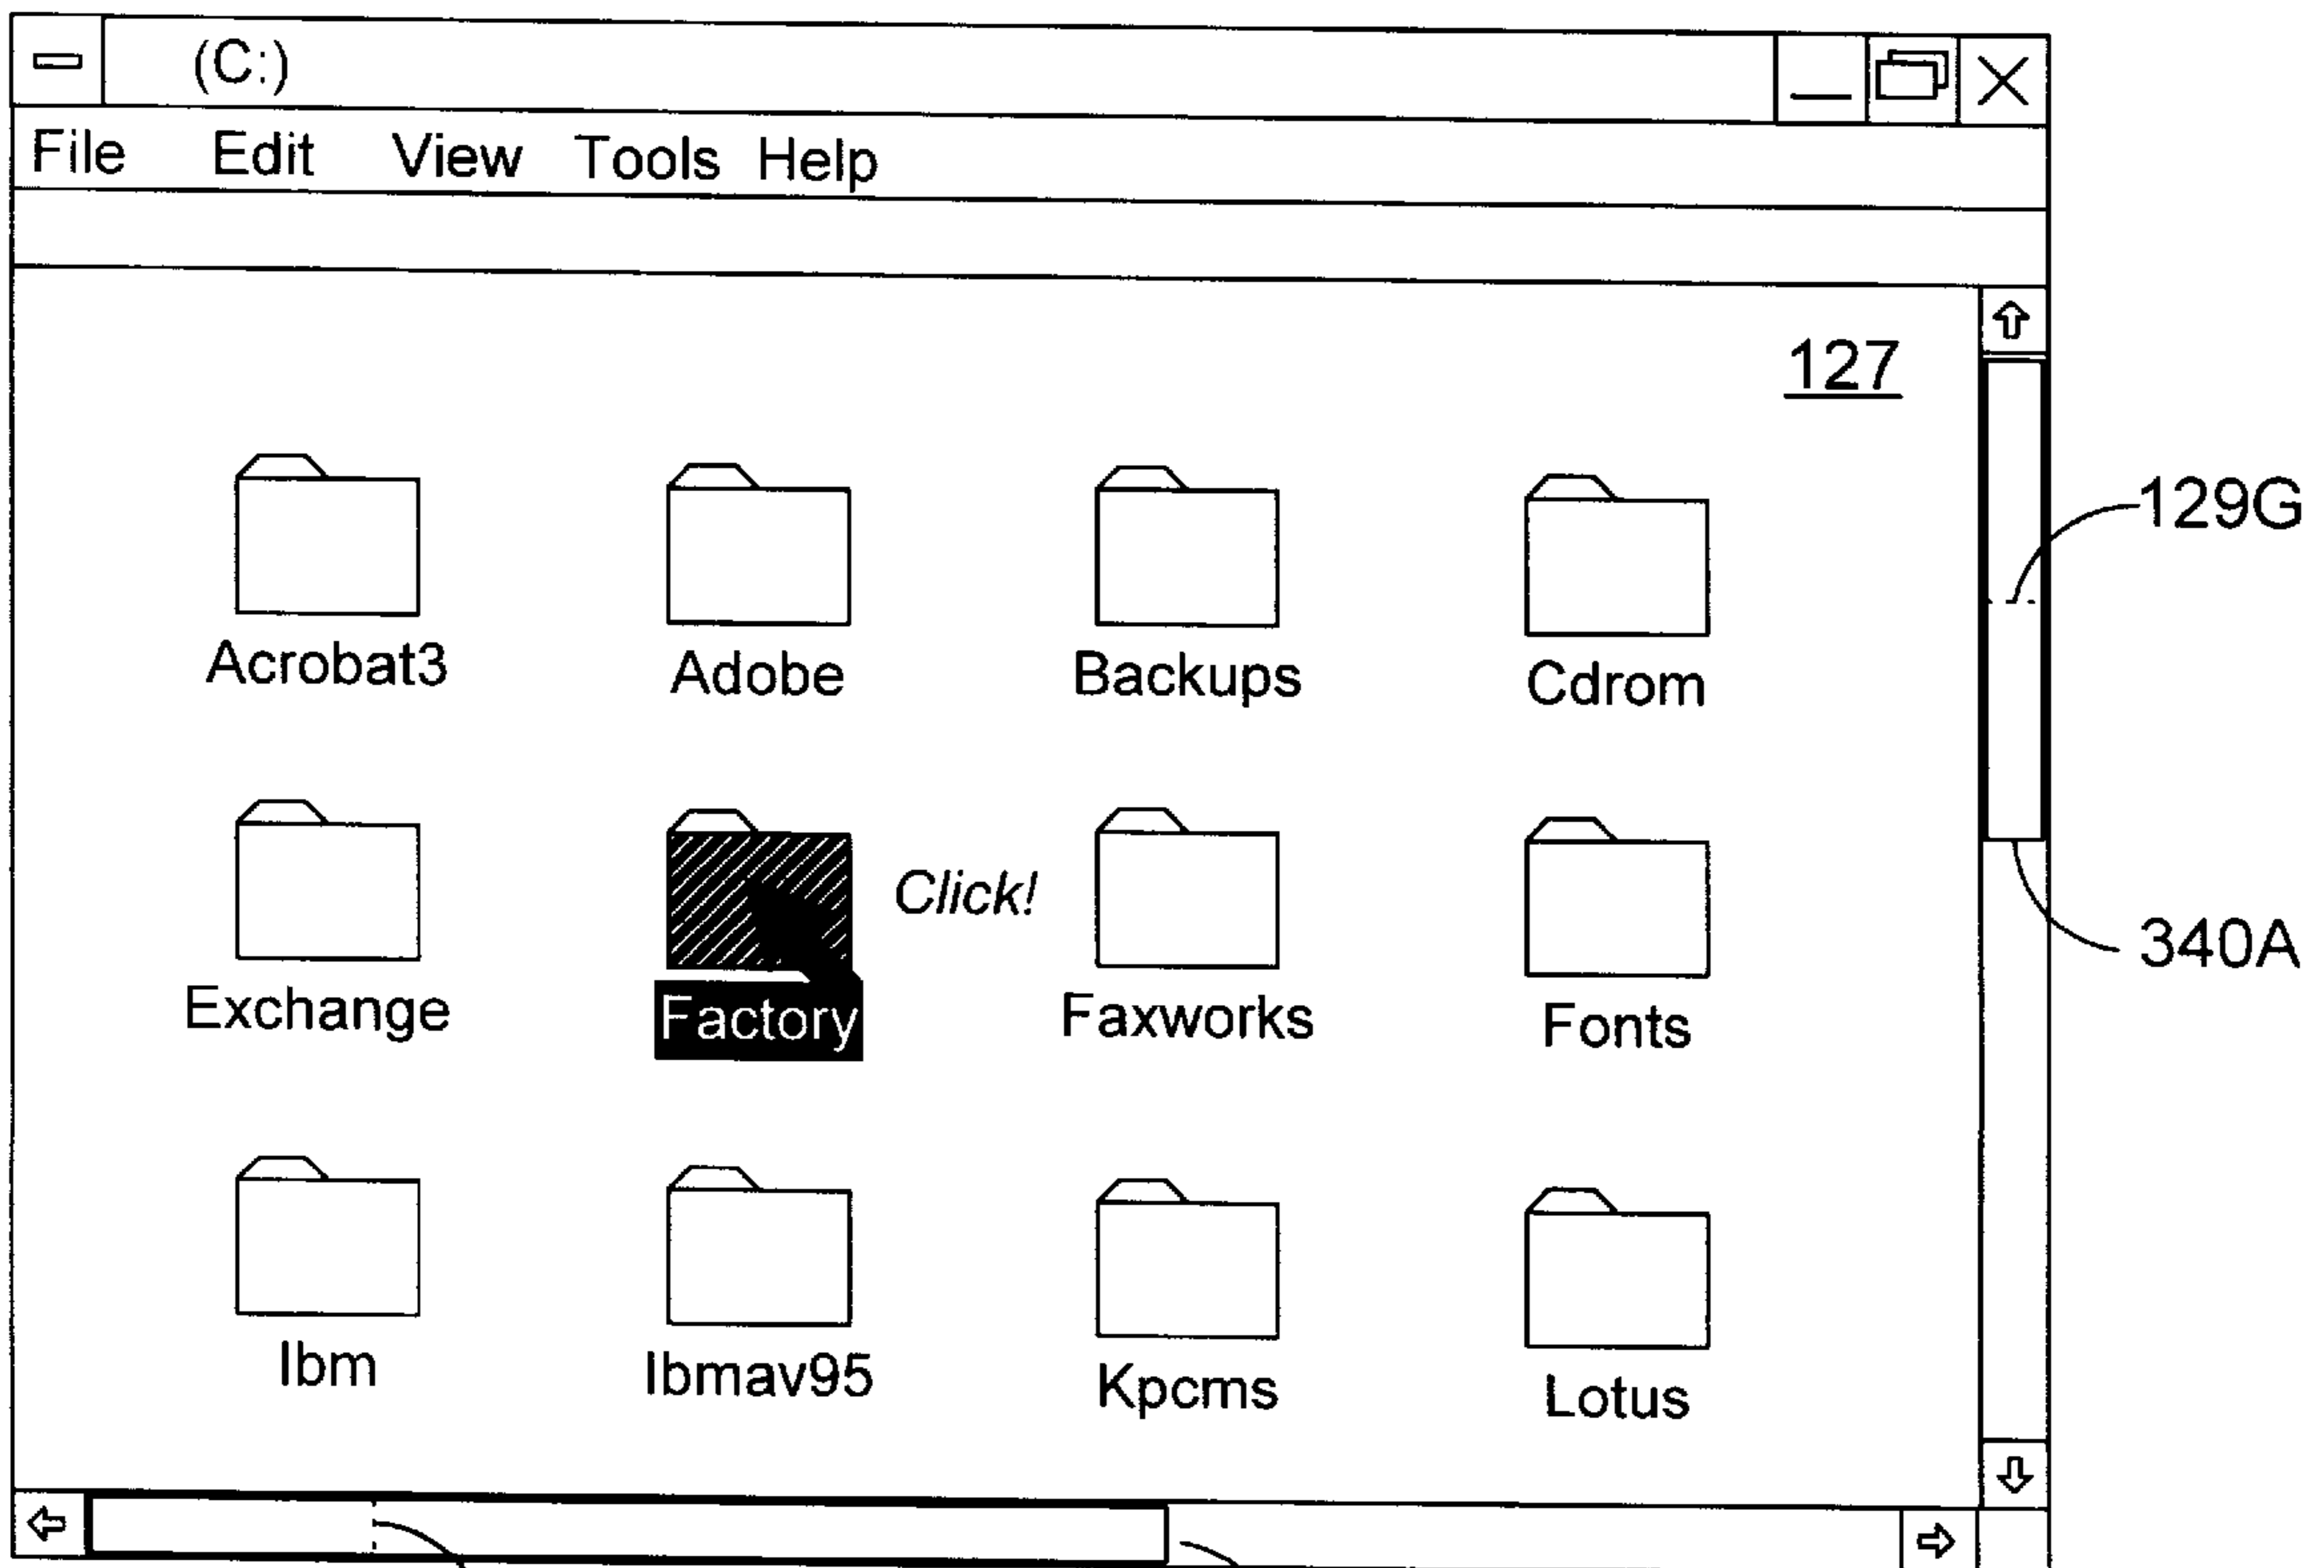 (C:)
File Edit View Tools Help
127
129G
Acrobat3 Adobe Backups Cdrom
Click!
340A
Exchange Factory Faxworks Fonts
Ibm Ibmav95 Kpcms Lotus